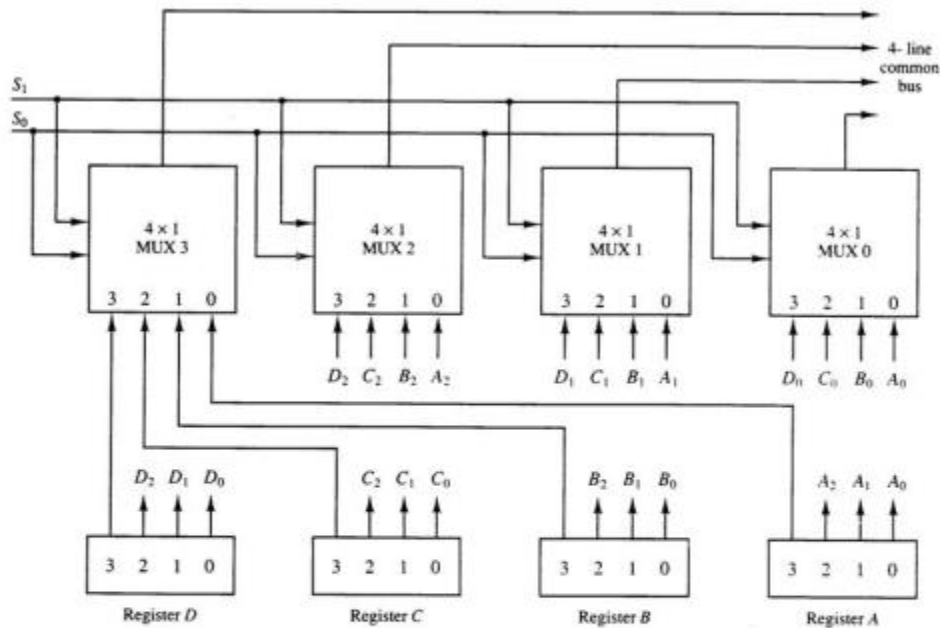 4- line
common
bus
S₁
S₀
4 × 1
MUX 3
4 × 1
MUX 2
4 × 1
MUX 1
4 × 1
MUX 0
3 2 1 0
3 2 1 0
3 2 1 0
3 2 1 0
D₂ C₂ B₂ A₂
D₁ C₁ B₁ A₁
D₀ C₀ B₀ A₀
D₂ D₁ D₀
C₂ C₁ C₀
B₂ B₁ B₀
A₂ A₁ A₀
3 2 1 0
3 2 1 0
3 2 1 0
3 2 1 0
Register D
Register C
Register B
Register A